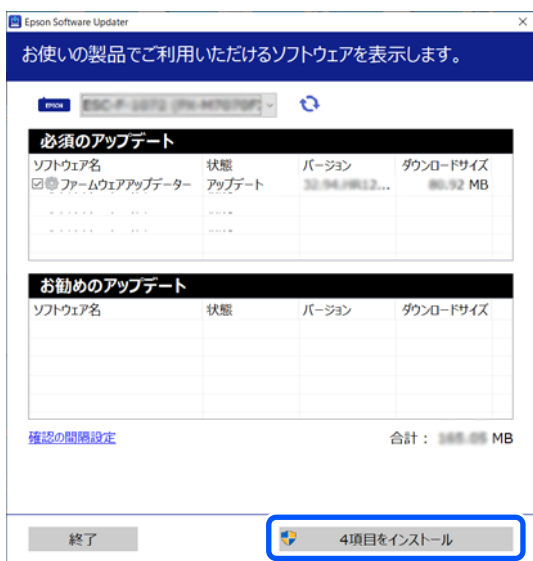 Epson Software Updater
お使いの製品でご利用いただけるソフトウェアを表示します。
EPSON
必須のアップデート
ソフトウェア名 状態 バージョン ダウンロードサイズ
ファームウェアアップデーター アップデート MB
お勧めのアップデート
ソフトウェア名 状態 バージョン ダウンロードサイズ
確認の間隔設定 合計： MB
終了 4項目をインストール